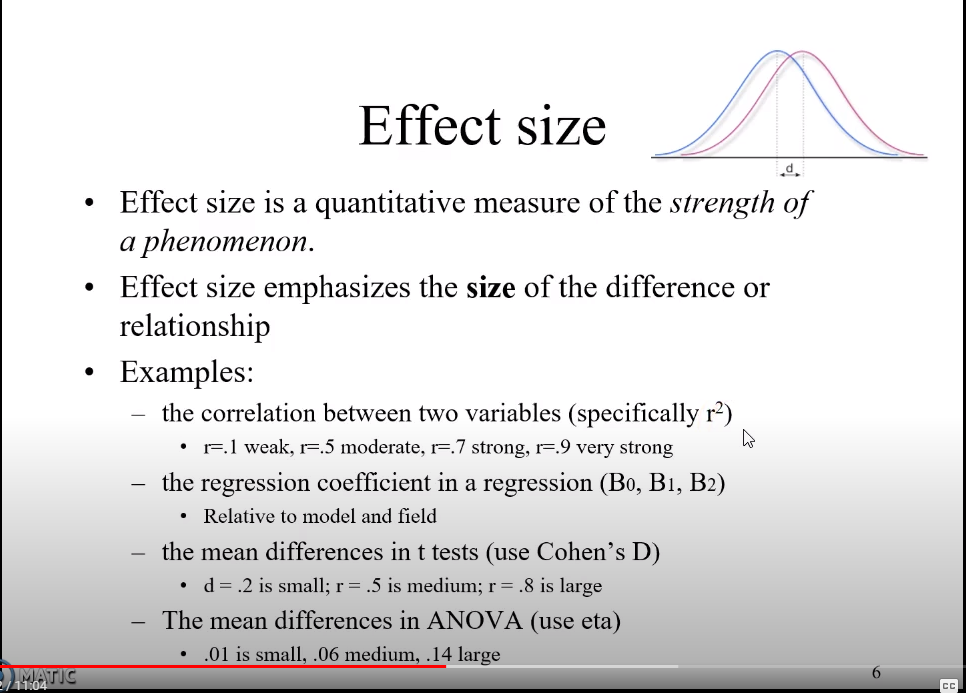 Effect size
d
• Effect size is a quantitative measure of the strength of
a phenomenon.
• Effect size emphasizes the size of the difference or
relationship
• Examples:
– the correlation between two variables (specifically r²)
• r=.1 weak, r=.5 moderate, r=.7 strong, r=.9 very strong
– the regression coefficient in a regression (B0, B1, B2)
• Relative to model and field
– the mean differences in t tests (use Cohen’s D)
• d = .2 is small; r = .5 is medium; r = .8 is large
– The mean differences in ANOVA (use eta)
• .01 is small, .06 medium, .14 large
MATIC
6
/ 11:04
CC